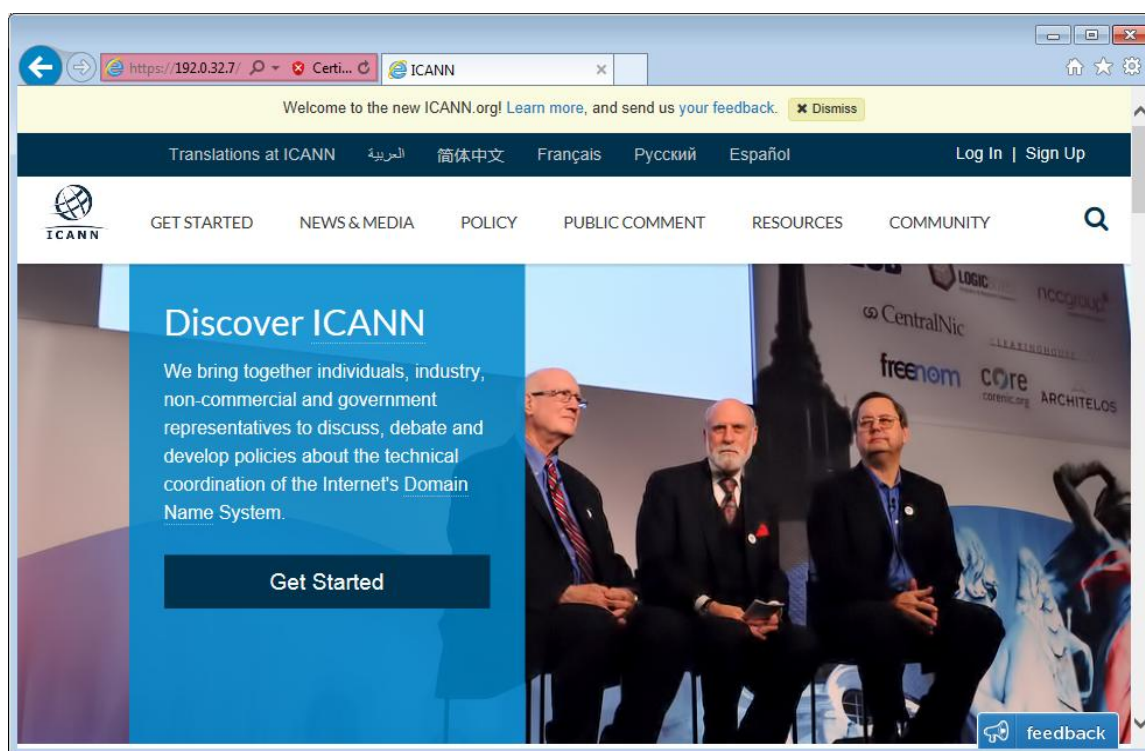 https://192.0.32.7/ Certi... ICANN
Welcome to the new ICANN.org! Learn more, and send us your feedback. Dismiss
Translations at ICANN العربية 简体中文 Français Русский Español Log In | Sign Up
ICANN
GET STARTED NEWS & MEDIA POLICY PUBLIC COMMENT RESOURCES COMMUNITY
Discover ICANN
We bring together individuals, industry,
non-commercial and government
representatives to discuss, debate and
develop policies about the technical
coordination of the Internet's Domain
Name System.
Get Started
LOGIC
nccgroup
CentralNic
CLEARINGHOUSE
freenom
core
corenic.org
ARCHITELOS
feedback